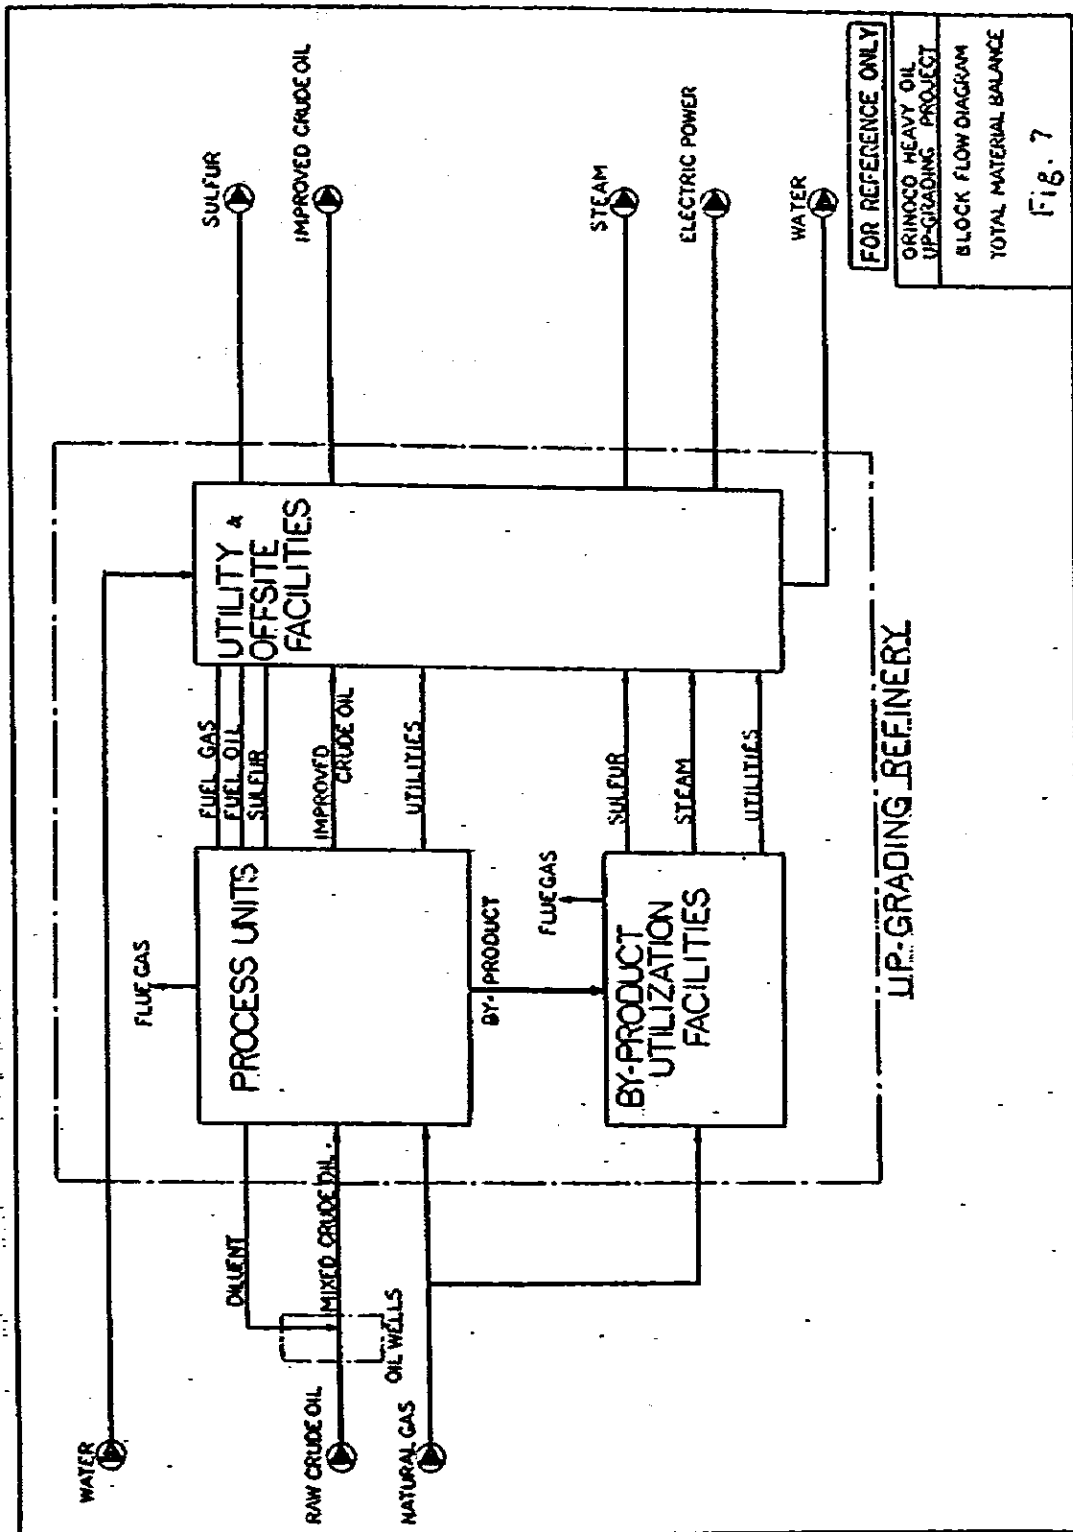 WATER
RAW CRUDE OIL
NATURAL GAS
OIL WELLS
DILUENT
MIXED CRUDE OIL
FLUE GAS
PROCESS UNITS
BY-PRODUCT
FLUE GAS
BY-PRODUCT
UTILIZATION
FACILITIES
FUEL GAS
FUEL OIL
SULFUR
IMPROVED
CRUDE OIL
UTILITIES
SULFUR
STEAM
UTILITIES
UTILITY &
OFFSITE
FACILITIES
SULFUR
IMPROVED CRUDE OIL
STEAM
ELECTRIC POWER
WATER
UP-GRADING REFINERY
FOR REFERENCE ONLY
ORINOCO HEAVY OIL
UP-GRADING PROJECT
BLOCK FLOW DIAGRAM
TOTAL MATERIAL BALANCE
Fig. 7